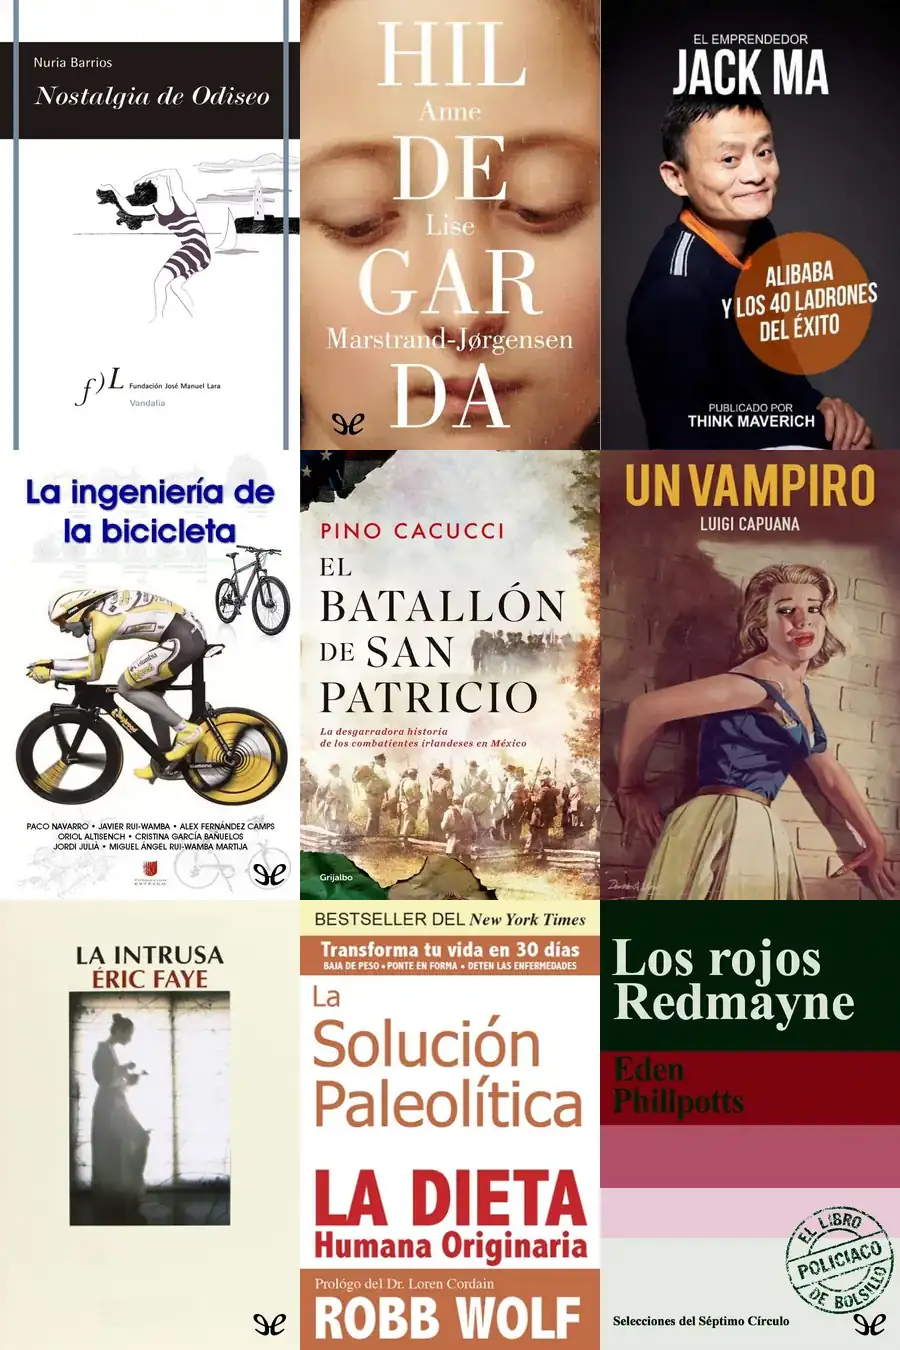 Nuria Barrios
Nostalgia de Odiseo
f)L Fundación José Manuel Lara
Vandalia
HIL
Anne
DE
Lise
GAR
Marstrand-Jørgensen
DA
EL EMPRENDEDOR
JACK MA
ALIBABA
Y LOS 40 LADRONES
DEL ÉXITO
PUBLICADO POR
THINK MAVERICH
La ingeniería de
la bicicleta
PACO NAVARRO • JAVIER RUI-WAMBA • ALEX FERNÁNDEZ CAMPS
ORIOL ALTISENCH • CRISTINA GARCÍA BAÑUELOS
JORDI JULIÀ • MIGUEL ÁNGEL RUI-WAMBA MARTIJA
PINO CACUCCI
EL
BATALLÓN
DE SAN
PATRICIO
La desgarradora historia
de los combatientes irlandeses en México
Grijalbo
UN VAMPIRO
LUIGI CAPUANA
LA INTRUSA
ÉRIC FAYE
BESTSELLER DEL New York Times
Transforma tu vida en 30 días
BAJA DE PESO • PONTE EN FORMA • DETEN LAS ENFERMEDADES
La
Solución
Paleolítica
LA DIETA
Humana Originaria
Prólogo del Dr. Loren Cordain
ROBB WOLF
Los rojos
Redmayne
Eden
Phillpotts
EL LIBRO
POLICIACO
DE BOLSILLO
Selecciones del Séptimo Círculo